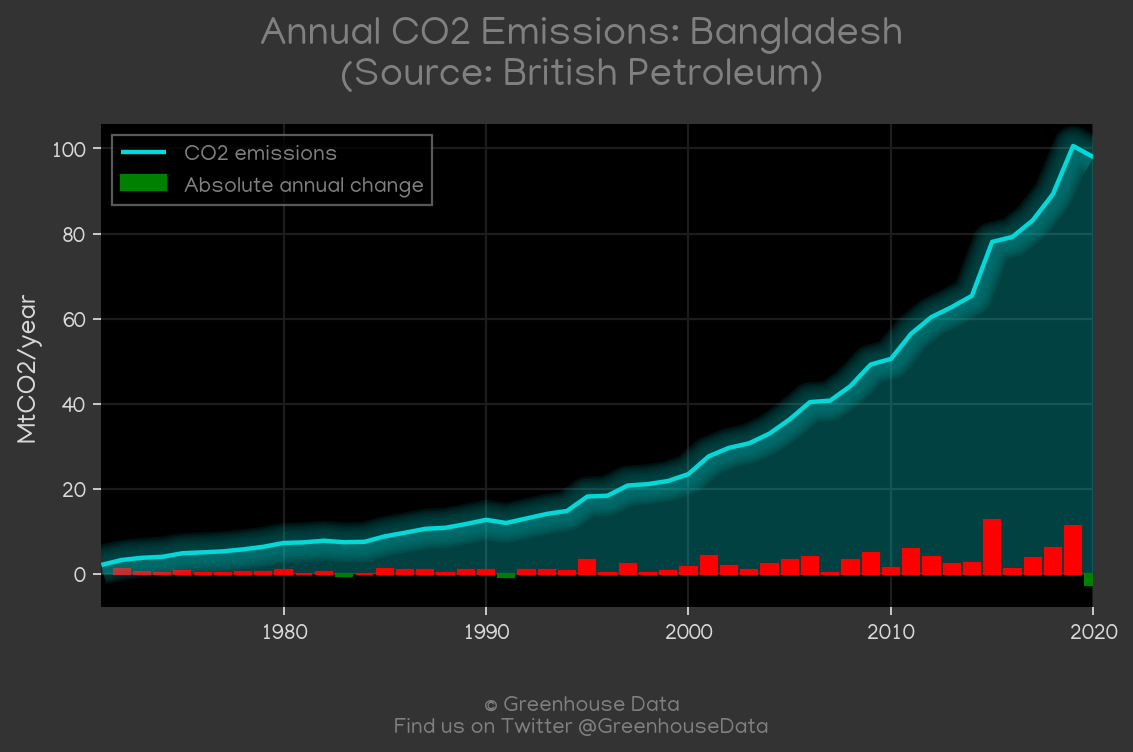 Annual CO2 Emissions: Bangladesh
(Source: British Petroleum)
CO2 emissions
Absolute annual change
MtCO2/year
100
80
60
40
20
0
1980
1990
2000
2010
2020
© Greenhouse Data
Find us on Twitter @GreenhouseData